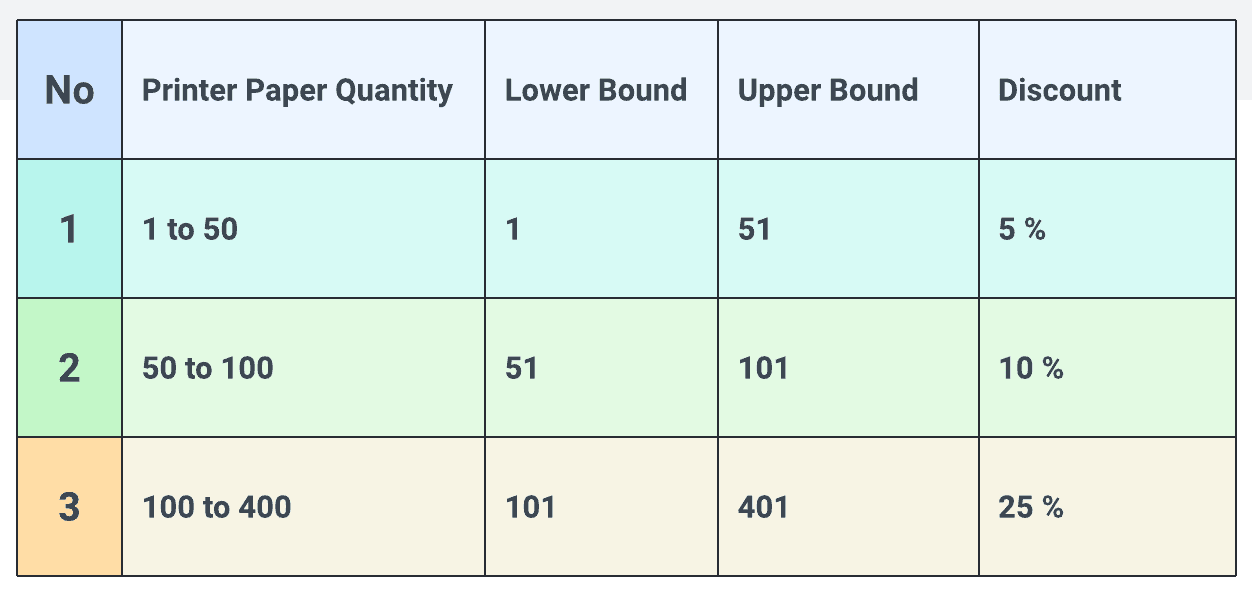 No Printer Paper Quantity Lower Bound Upper Bound Discount
1 1 to 50 1 51 5 %
2 50 to 100 51 101 10 %
3 100 to 400 101 401 25 %